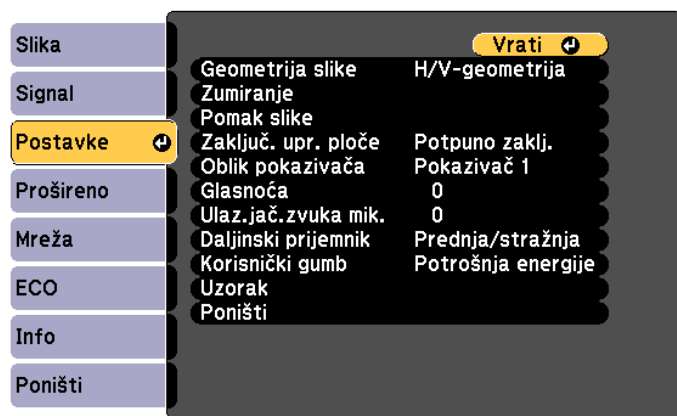 Slika
Signal
Postavke
Prošireno
Mreža
ECO
Info
Poništi
Vrati
Geometrija slike H/V-geometrija
Zumiranje
Pomak slike
Zaključ. upr. ploče Potpuno zaklj.
Oblik pokazivača Pokazivač 1
Glasnoća 0
Ulaz.jač.zvuka mik. 0
Daljinski prijemnik Prednja/stražnja
Korisnički gumb Potrošnja energije
Uzorak
Poništi